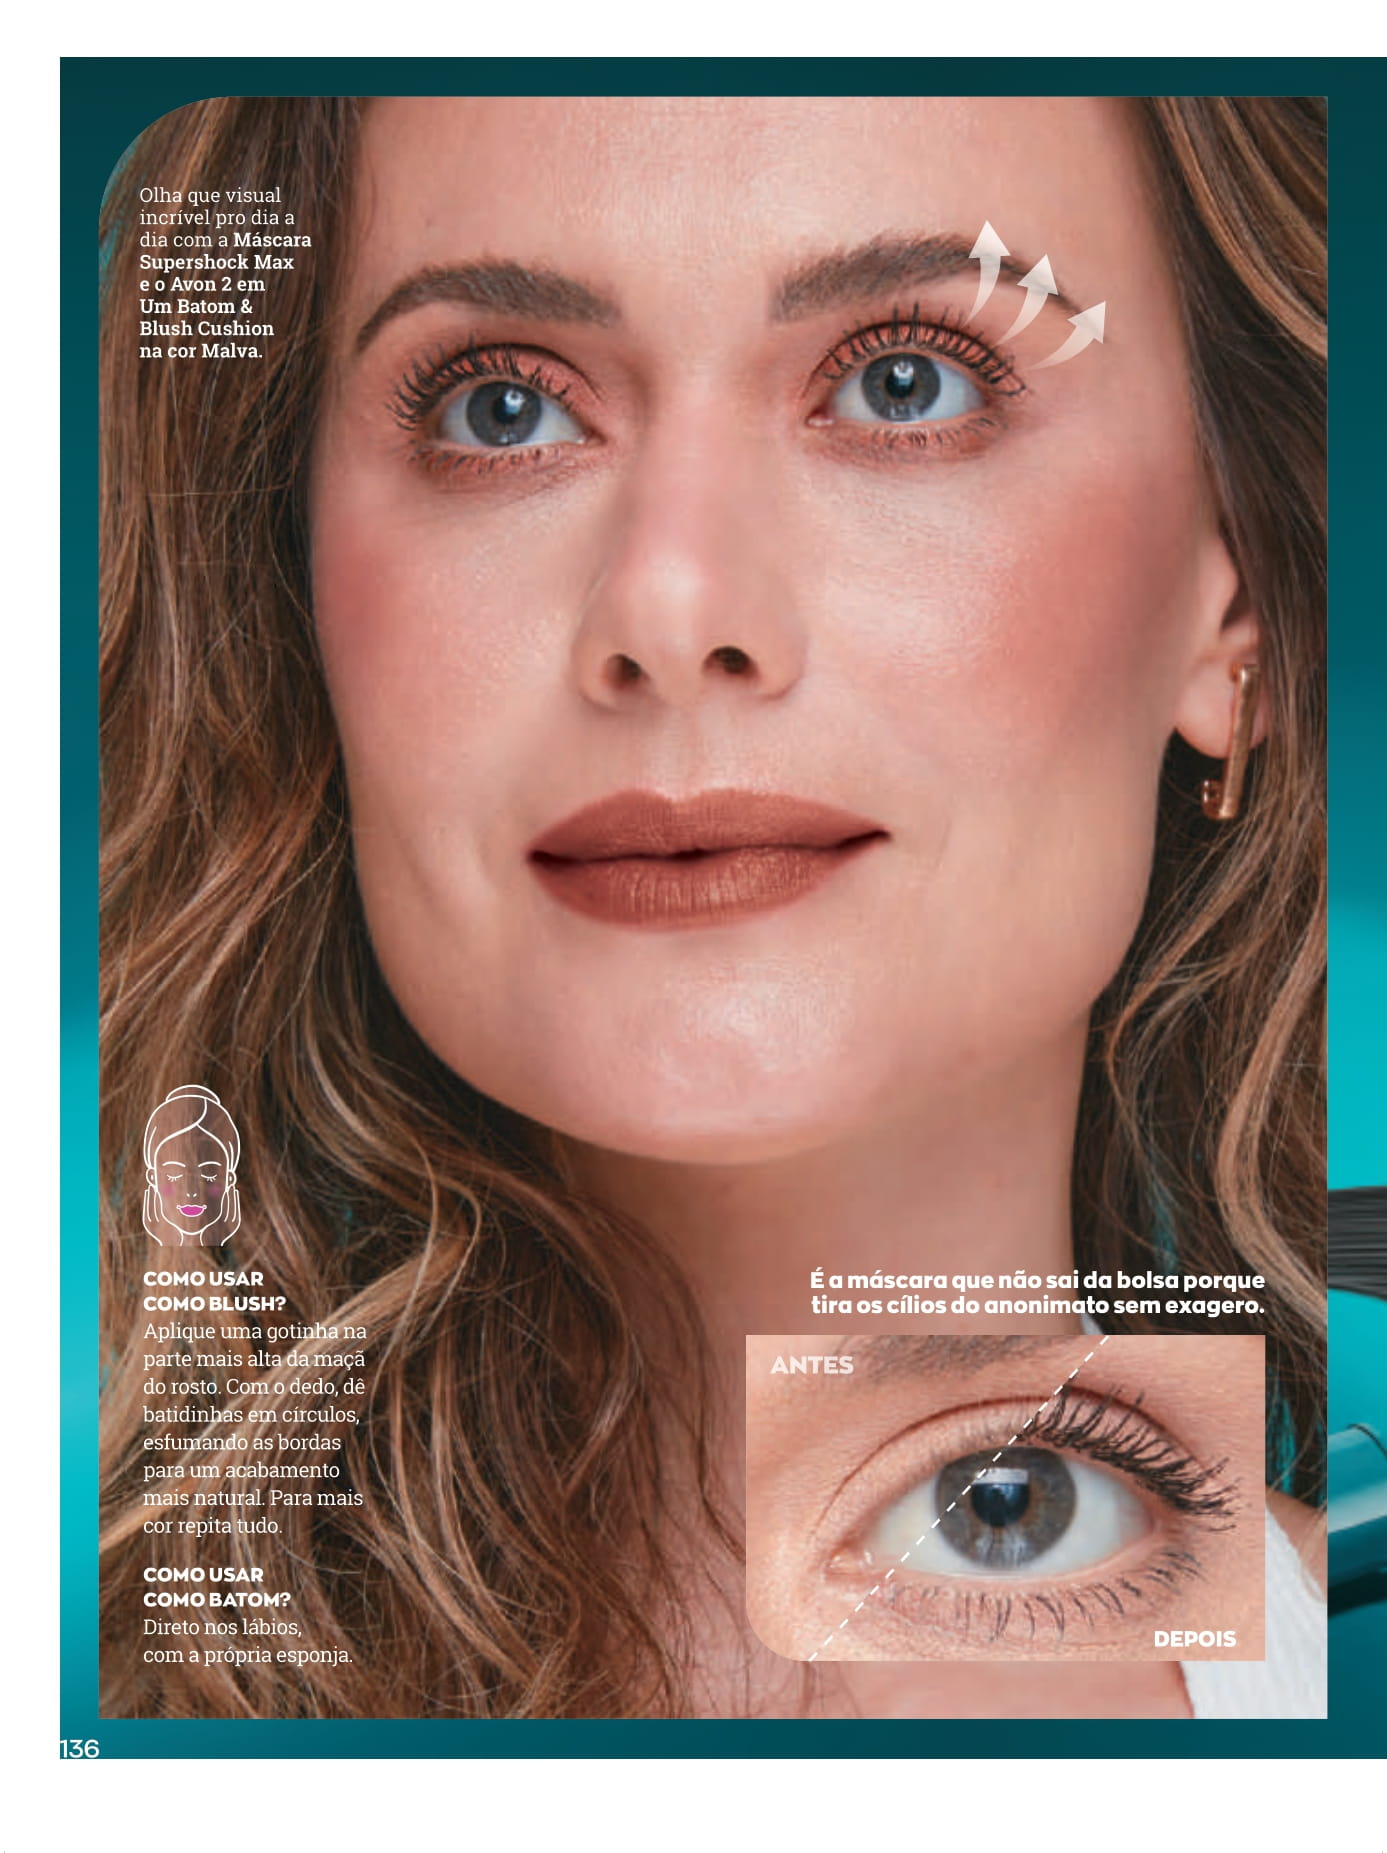 Olha que visual
incrível pro dia a
dia com a Máscara
Supershock Max
e o Avon 2 em
Um Batom &
Blush Cushion
na cor Malva.
COMO USAR
COMO BLUSH?
Aplique uma gotinha na
parte mais alta da maçã
do rosto. Com o dedo, dê
batidinhas em círculos,
esfumando as bordas
para um acabamento
mais natural. Para mais
cor repita tudo.
COMO USAR
COMO BATOM?
Direto nos lábios,
com a própria esponja.
É a máscara que não sai da bolsa porque
tira os cílios do anonimato sem exagero.
ANTES
DEPOIS
136